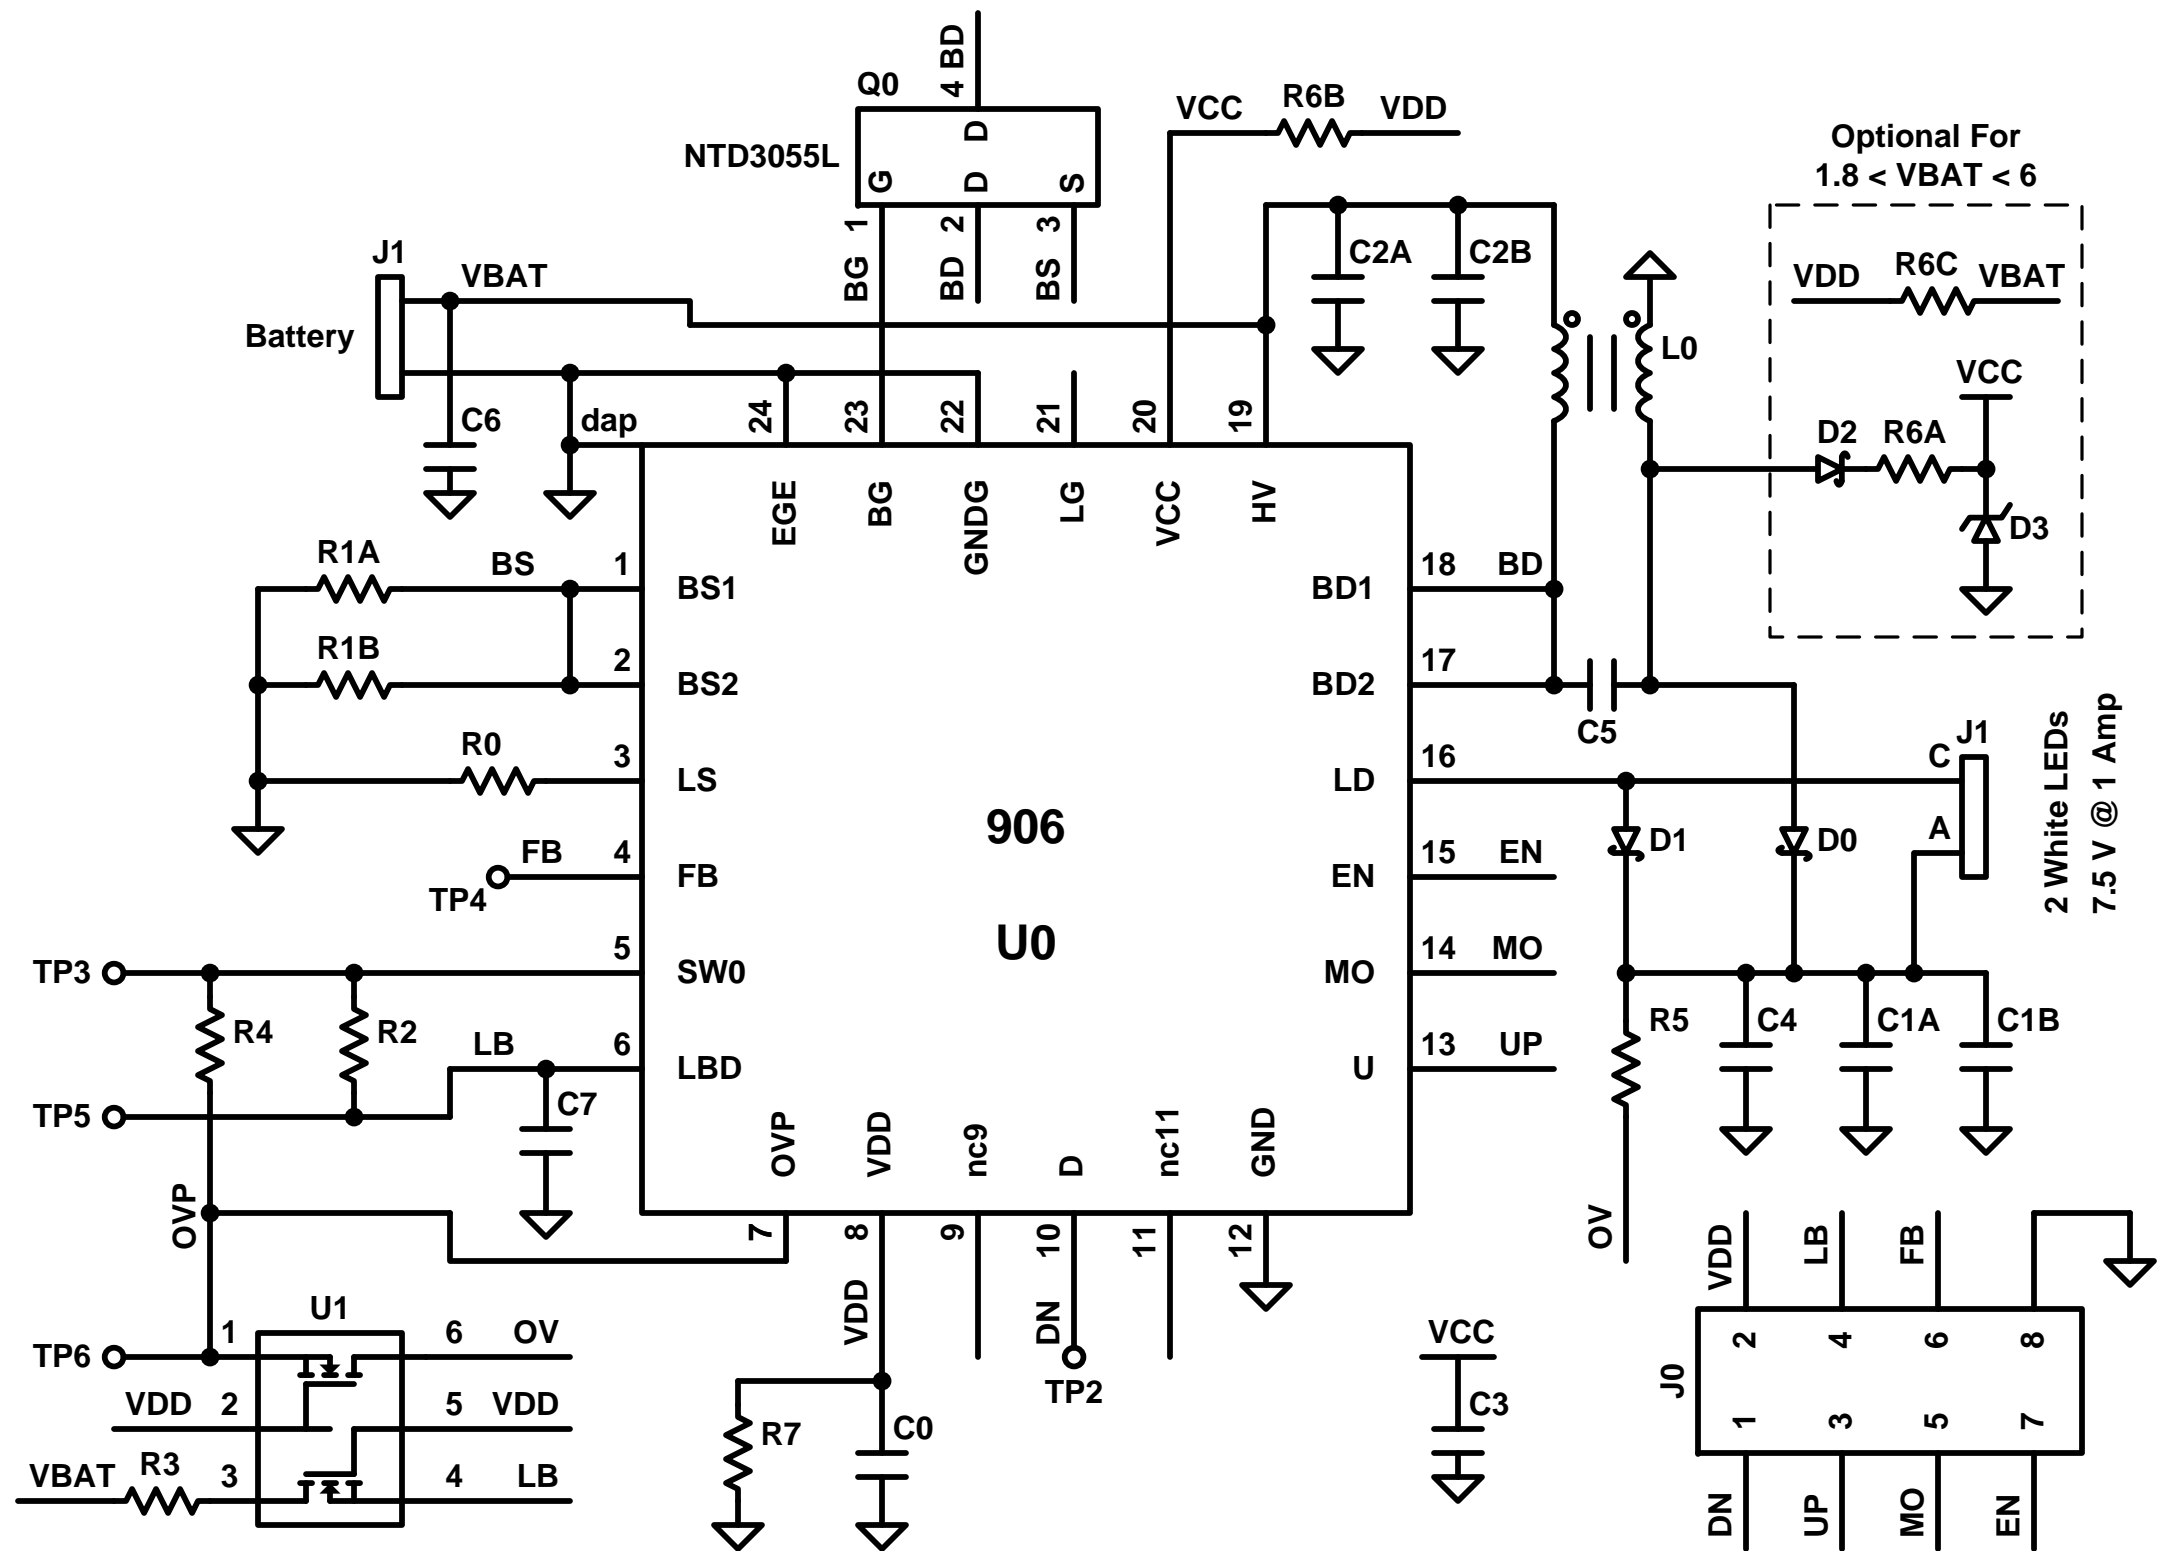 4 BD
Q0
NTD3055L
D
G
D
S
1
2
3
BG
BD
BS
VCC
R6B
VDD
Optional For
1.8 < VBAT < 6
VDD
R6C
VBAT
VCC
D2
R6A
D3
J1
VBAT
Battery
C6
dap
C2A
C2B
L0
24
23
22
21
20
19
EGE
BG
GNDG
LG
VCC
HV
R1A
BS
1
BS1
R1B
2
BS2
R0
3
LS
FB
4
FB
TP4
TP3
5
SW0
R4
R2
LB
6
LBD
TP5
C7
906
U0
BD1
18
BD
BD2
17
C5
LD
16
EN
15
EN
MO
14
MO
U
13
UP
C
J1
A
2 White LEDs
7.5 V @ 1 Amp
D1
D0
R5
C4
C1A
C1B
OV
OVP
VDD
nc9
D
nc11
GND
7
8
9
10
11
12
OVP
VDD
DN
TP2
R7
C0
U1
TP6
1
6
OV
VDD
2
5
VDD
VBAT
R3
3
4
LB
VCC
C3
VDD
LB
FB
J0
2
4
6
8
1
3
5
7
DN
UP
MO
EN